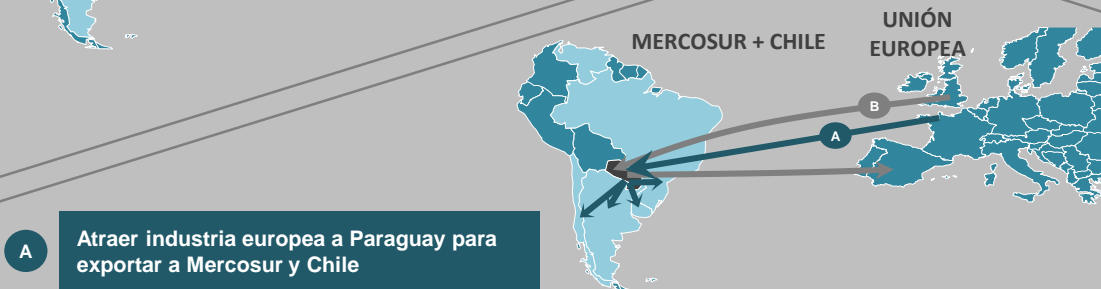 UNIÓN
EUROPEA
MERCOSUR + CHILE
B
A
A
Atraer industria europea a Paraguay para
exportar a Mercosur y Chile